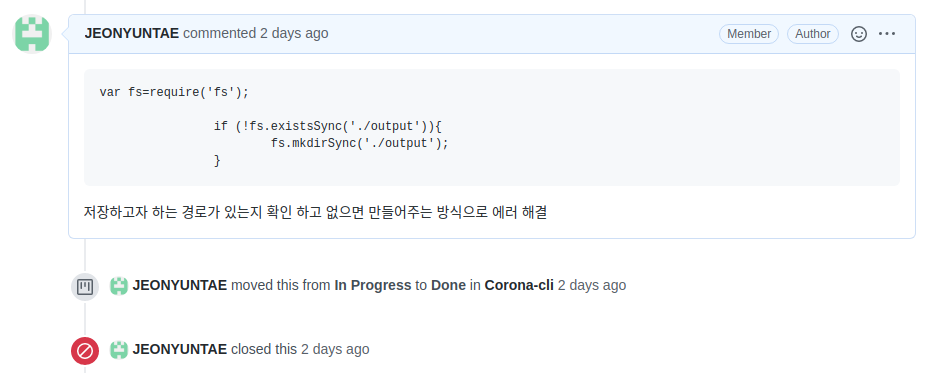 JEONYUNTAE commented 2 days ago Member Author
var fs=require('fs');
if (!fs.existsSync('./output')){
fs.mkdirSync('./output');
}
저장하고자 하는 경로가 있는지 확인 하고 없으면 만들어주는 방식으로 에러 해결
JEONYUNTAE moved this from In Progress to Done in Corona-cli 2 days ago
JEONYUNTAE closed this 2 days ago